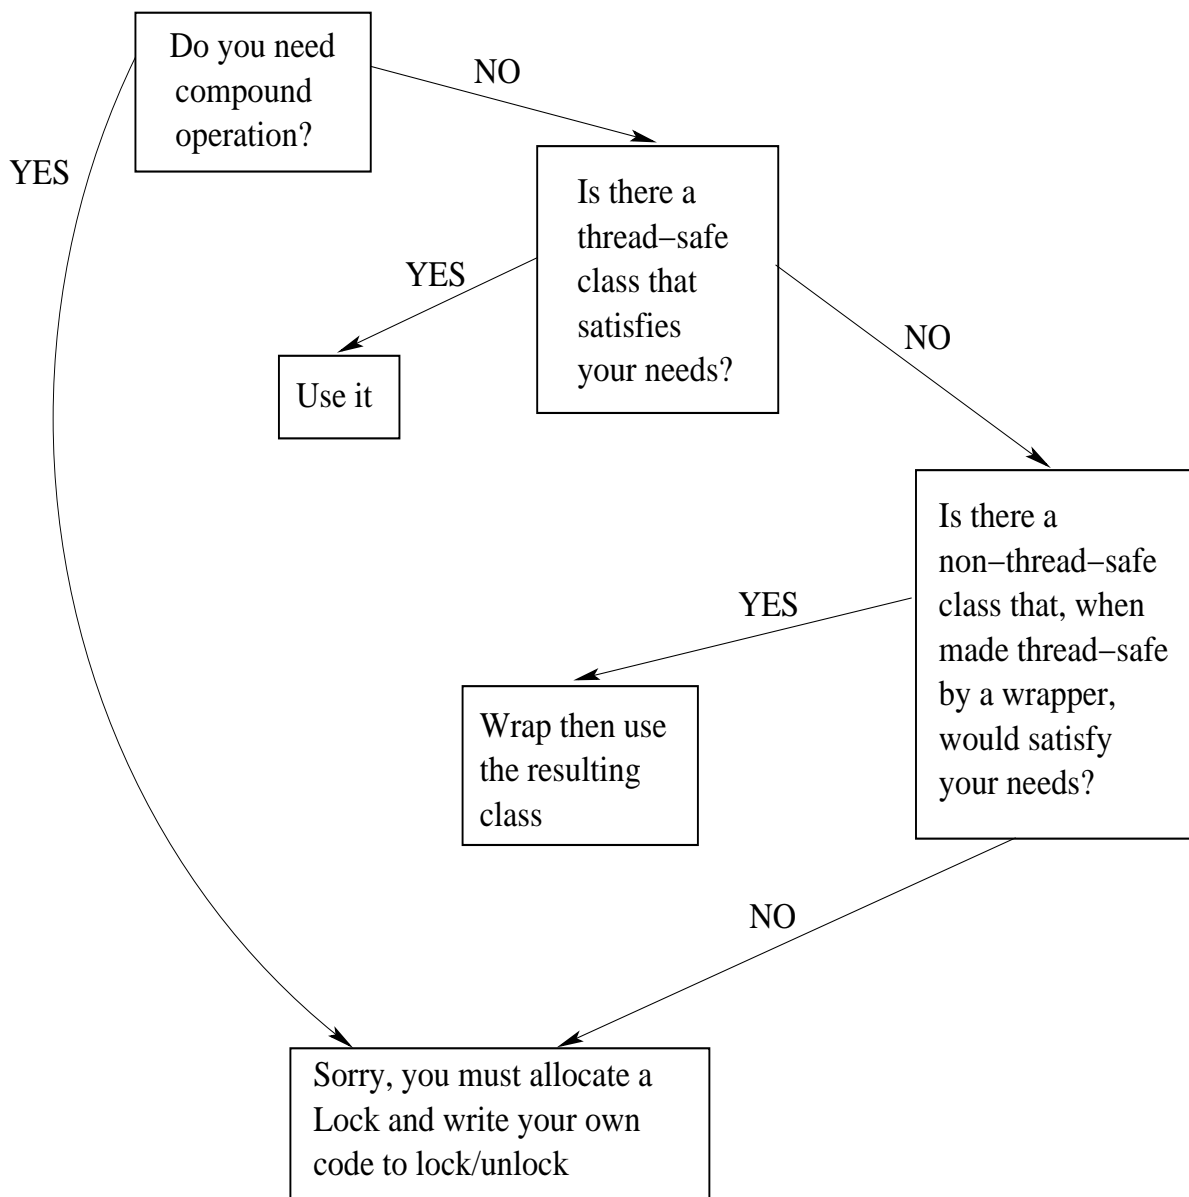 Do you need
compound
operation?
NO
YES
Is there a
thread−safe
class that
satisfies
your needs?
YES
NO
Use it
Is there a
non−thread−safe
class that, when
made thread−safe
by a wrapper,
would satisfy
your needs?
YES
Wrap then use
the resulting
class
NO
Sorry, you must allocate a
Lock and write your own
code to lock/unlock